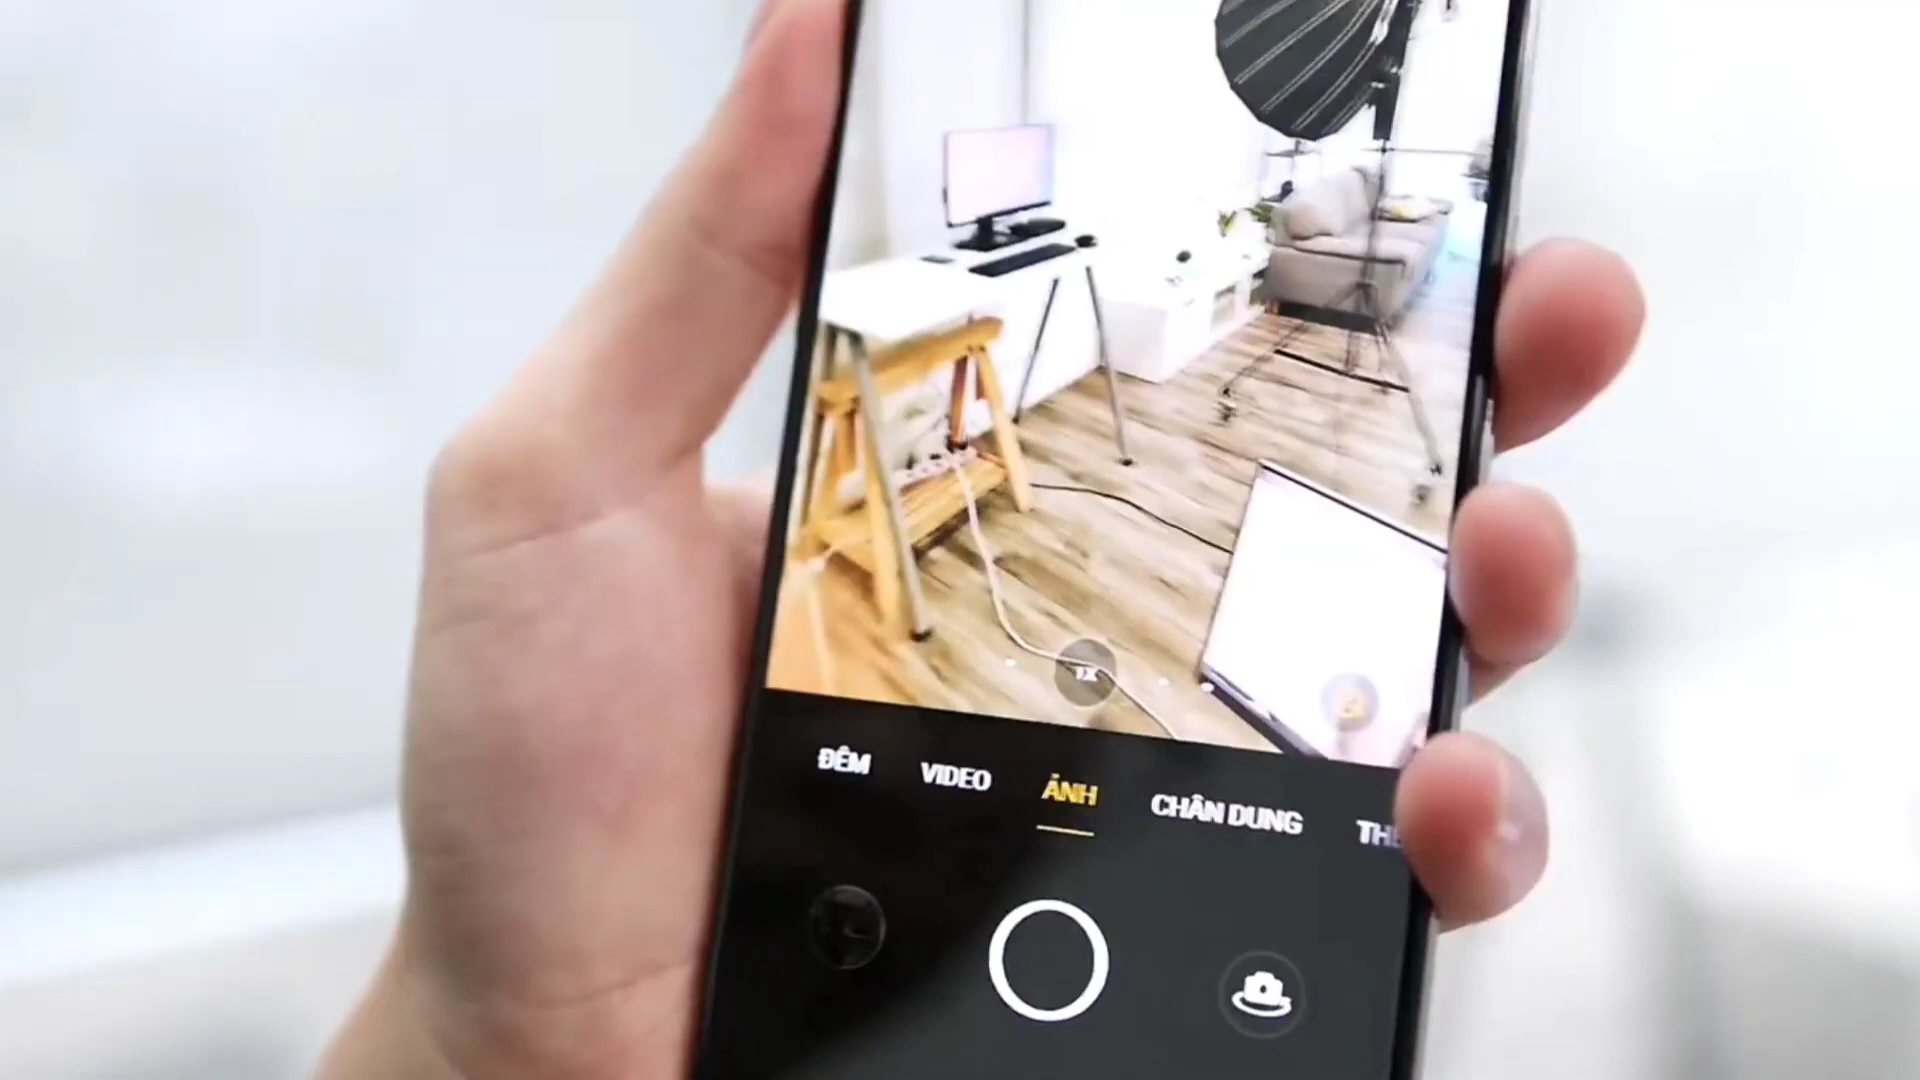 1X
ĐÊM VIDEO ẢNH CHÂN DUNG